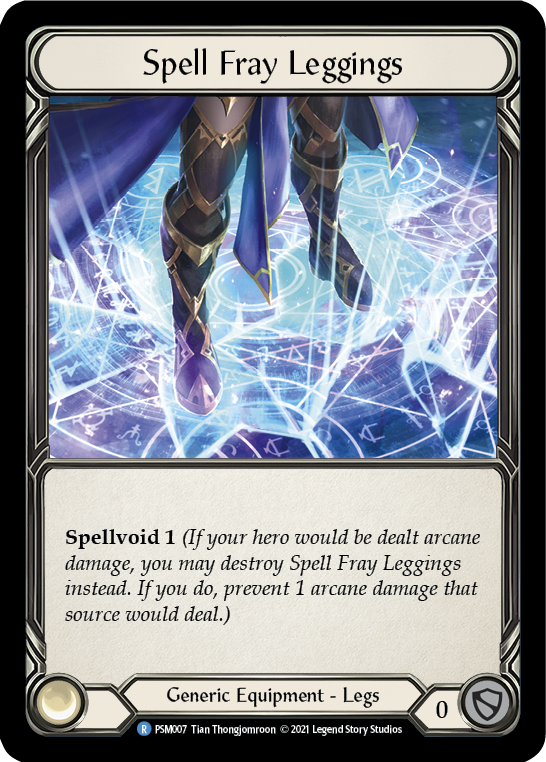 Spell Fray Leggings
Spellvoid 1 (If your hero would be dealt arcane
damage, you may destroy Spell Fray Leggings
instead. If you do, prevent 1 arcane damage that
source would deal.)
Generic Equipment - Legs
0
R PSM007 Tian Thongjomroon © 2021 Legend Story Studios